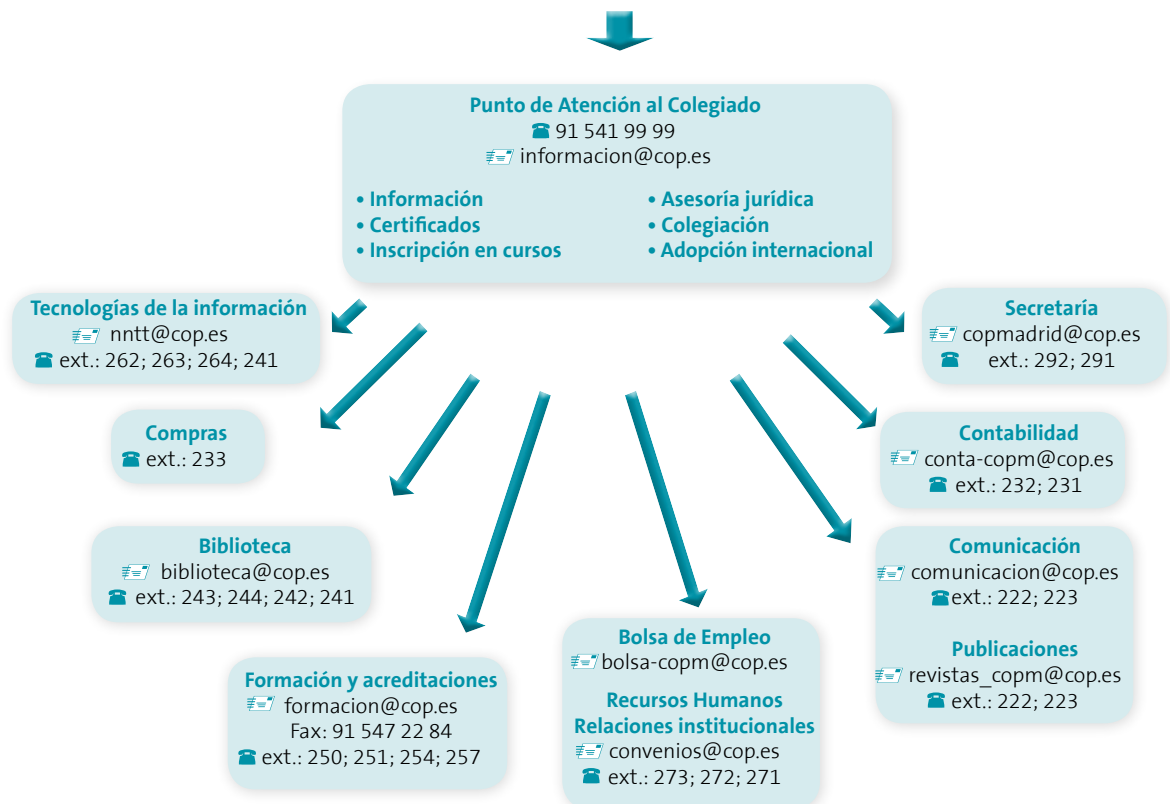 Punto de Atención al Colegiado
91 541 99 99
informacion@cop.es
• Información
• Certificados
• Inscripción en cursos
• Asesoría jurídica
• Colegiación
• Adopción internacional
Tecnologías de la información
nntt@cop.es
ext.: 262; 263; 264; 241
Secretaría
copmadrid@cop.es
ext.: 292; 291
Compras
ext.: 233
Contabilidad
conta-copm@cop.es
ext.: 232; 231
Biblioteca
biblioteca@cop.es
ext.: 243; 244; 242; 241
Comunicación
comunicacion@cop.es
ext.: 222; 223
Publicaciones
revistas_copm@cop.es
ext.: 222; 223
Formación y acreditaciones
formacion@cop.es
Fax: 91 547 22 84
ext.: 250; 251; 254; 257
Bolsa de Empleo
bolsa-copm@cop.es
Recursos Humanos
Relaciones institucionales
convenios@cop.es
ext.: 273; 272; 271